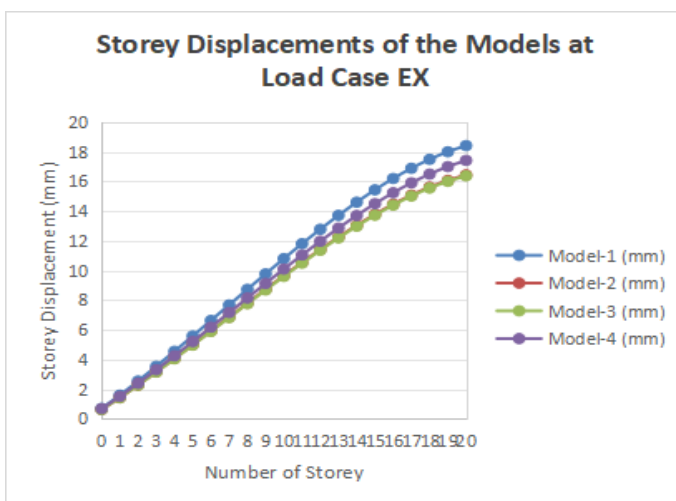 Storey Displacements of the Models at
Load Case EX
20
18
16
14
12
10
8
6
4
2
0
Storey Displacement (mm)
0 1 2 3 4 5 6 7 8 9 10 11 12 13 14 15 16 17 18 19 20
Number of Storey
Model-1 (mm)
Model-2 (mm)
Model-3 (mm)
Model-4 (mm)